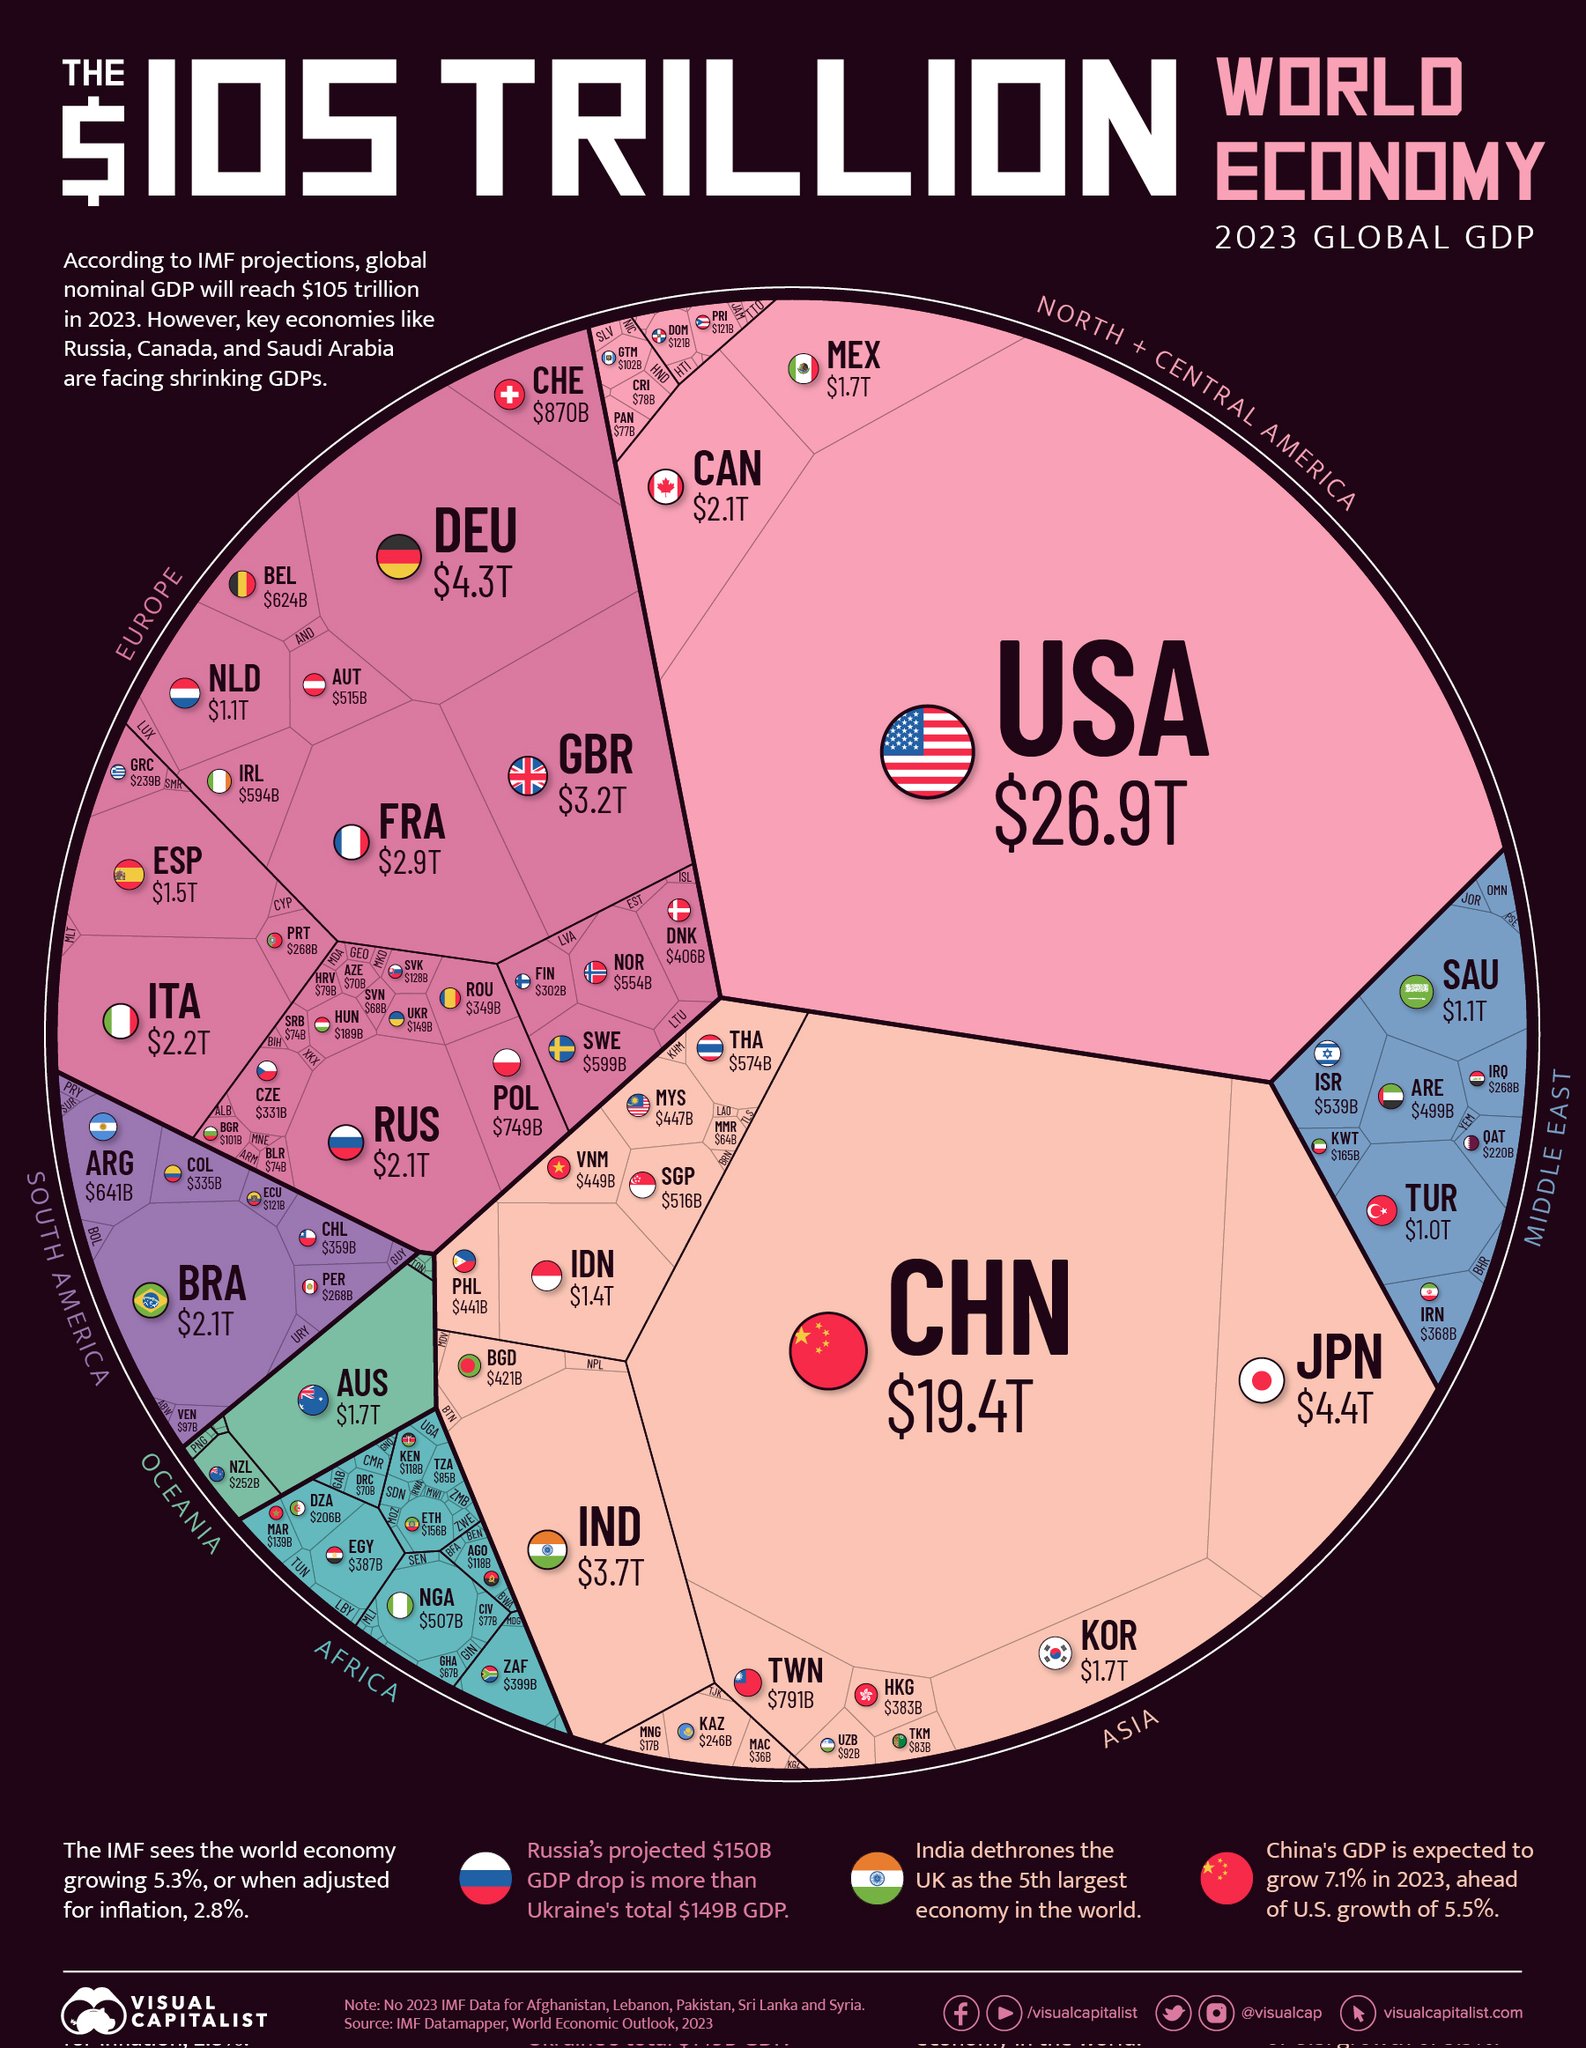 THE
$105 TRILLION
WORLD
ECONOMY
2023 GLOBAL GDP
According to IMF projections, global
nominal GDP will reach $105 trillion
in 2023. However, key economies like
Russia, Canada, and Saudi Arabia
are facing shrinking GDPs.
NORTH + CENTRAL AMERICA
SLV
NIC
GTM
$102B
HND
CRI
$78B
PAN
$77B
DOM
$121B
PRI
$121B
JAM
TTO
HTI
MEX
$1.7T
CAN
$2.1T
USA
$26.9T
EUROPE
CHE
$870B
DEU
$4.3T
BEL
$624B
AND
NLD
$1.1T
AUT
$515B
LUX
IRL
$594B
FRA
$2.9T
GBR
$3.2T
GRC
$239B
SMR
ESP
$1.5T
CYP
MLT
PRT
$268B
ITA
$2.2T
MDA
GEO
MKD
AZE
$70B
SVK
$128B
HRV
$79B
SVN
$68B
ROU
$349B
SRB
$74B
HUN
$189B
UKR
$149B
BIH
XKX
CZE
$331B
ALB
BGR
$101B
MNE
ARM
BLR
$74B
RUS
$2.1T
POL
$749B
ISL
EST
LVA
DNK
$406B
NOR
$554B
FIN
$302B
SWE
$599B
LTU
MIDDLE EAST
JOR
OMN
PSE
SAU
$1.1T
ISR
$539B
ARE
$499B
IRQ
$268B
YEM
KWT
$165B
QAT
$220B
TUR
$1.0T
BHR
IRN
$368B
SOUTH AMERICA
PRY
SUR
ARG
$641B
COL
$335B
ECU
$121B
BOL
CHL
$359B
GUY
BRA
$2.1T
PER
$268B
URY
ABW
VEN
$97B
OCEANIA
TON
AUS
$1.7T
PNG
NZL
$252B
ASIA
KHM
THA
$574B
MYS
$447B
LAO
TLS
MMR
$64B
BRN
VNM
$449B
SGP
$516B
PHL
$441B
IDN
$1.4T
MDV
BGD
$421B
NPL
BTN
IND
$3.7T
CHN
$19.4T
JPN
$4.4T
KOR
$1.7T
TWN
$791B
HKG
$383B
UZB
$92B
TKM
$83B
TJK
MNG
$17B
KAZ
$246B
MAC
$36B
KGZ
AFRICA
UGA
GNQ
KEN
$118B
CMR
GAB
DRC
$70B
TZA
$85B
SDN
RWA
MWI
ZMB
MOZ
ETH
$156B
ZWE
DZA
$206B
MAR
$139B
EGY
$387B
TUN
LBY
MLI
SEN
BFA
BEN
AGO
$118B
BWA
NGA
$507B
CIV
$77B
MDG
GIN
GHA
$67B
ZAF
$399B
The IMF sees the world economy
growing 5.3%, or when adjusted
for inflation, 2.8%.
Russia's projected $150B
GDP drop is more than
Ukraine's total $149B GDP.
India dethrones the
UK as the 5th largest
economy in the world.
China's GDP is expected to
grow 7.1% in 2023, ahead
of U.S. growth of 5.5%.
VISUAL
CAPITALIST
Note: No 2023 IMF Data for Afghanistan, Lebanon, Pakistan, Sri Lanka and Syria.
Source: IMF Datamapper, World Economic Outlook, 2023
/visualcapitalist
@visualcap
visualcapitalist.com